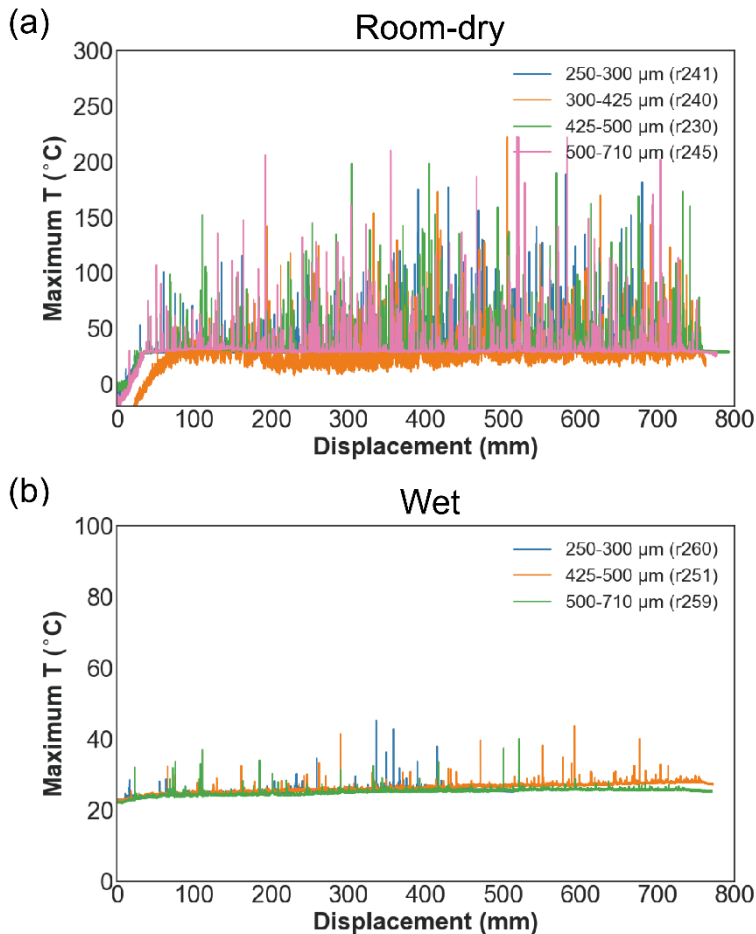 (a)
Room-dry
300
250
200
150
100
50
0
Maximum T (˚C)
250-300 µm (r241)
300-425 µm (r240)
425-500 µm (r230)
500-710 µm (r245)
0 100 200 300 400 500 600 700 800
Displacement (mm)
(b)
Wet
100
80
60
40
20
0
Maximum T (˚C)
250-300 µm (r260)
425-500 µm (r251)
500-710 µm (r259)
0 100 200 300 400 500 600 700 800
Displacement (mm)